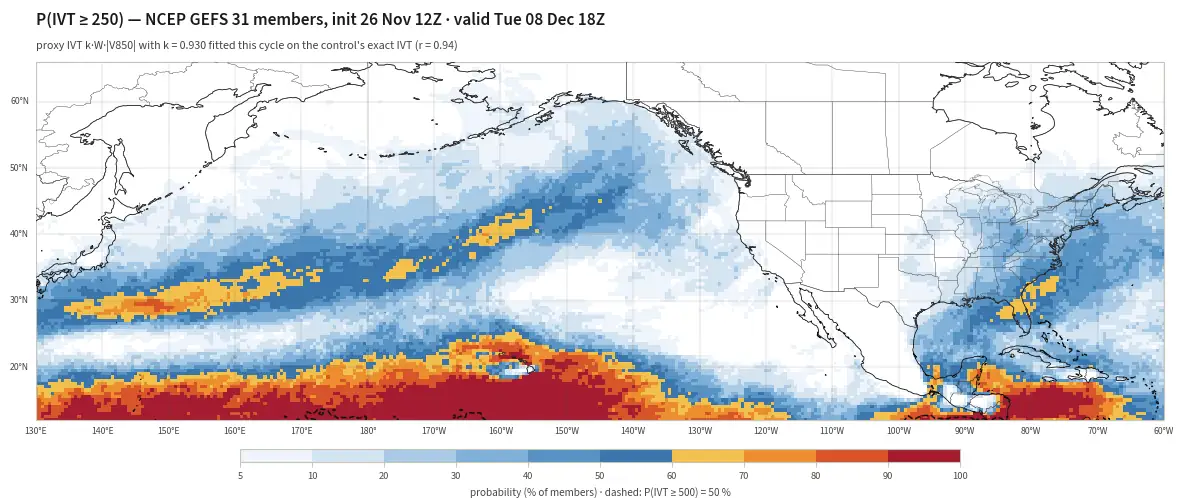 P(IVT ≥ 250) — NCEP GEFS 31 members, init 26 Nov 12Z · valid Tue 08 Dec 18Z
proxy IVT k·W·|V850| with k = 0.930 fitted this cycle on the control's exact IVT (r = 0.94)
60°N
50°N
40°N
30°N
20°N
130°E 140°E 150°E 160°E 170°E 180° 170°W 160°W 150°W 140°W 130°W 120°W 110°W 100°W 90°W 80°W 70°W 60°W
5 10 20 30 40 50 60 70 80 90 100
probability (% of members) · dashed: P(IVT ≥ 500) = 50 %